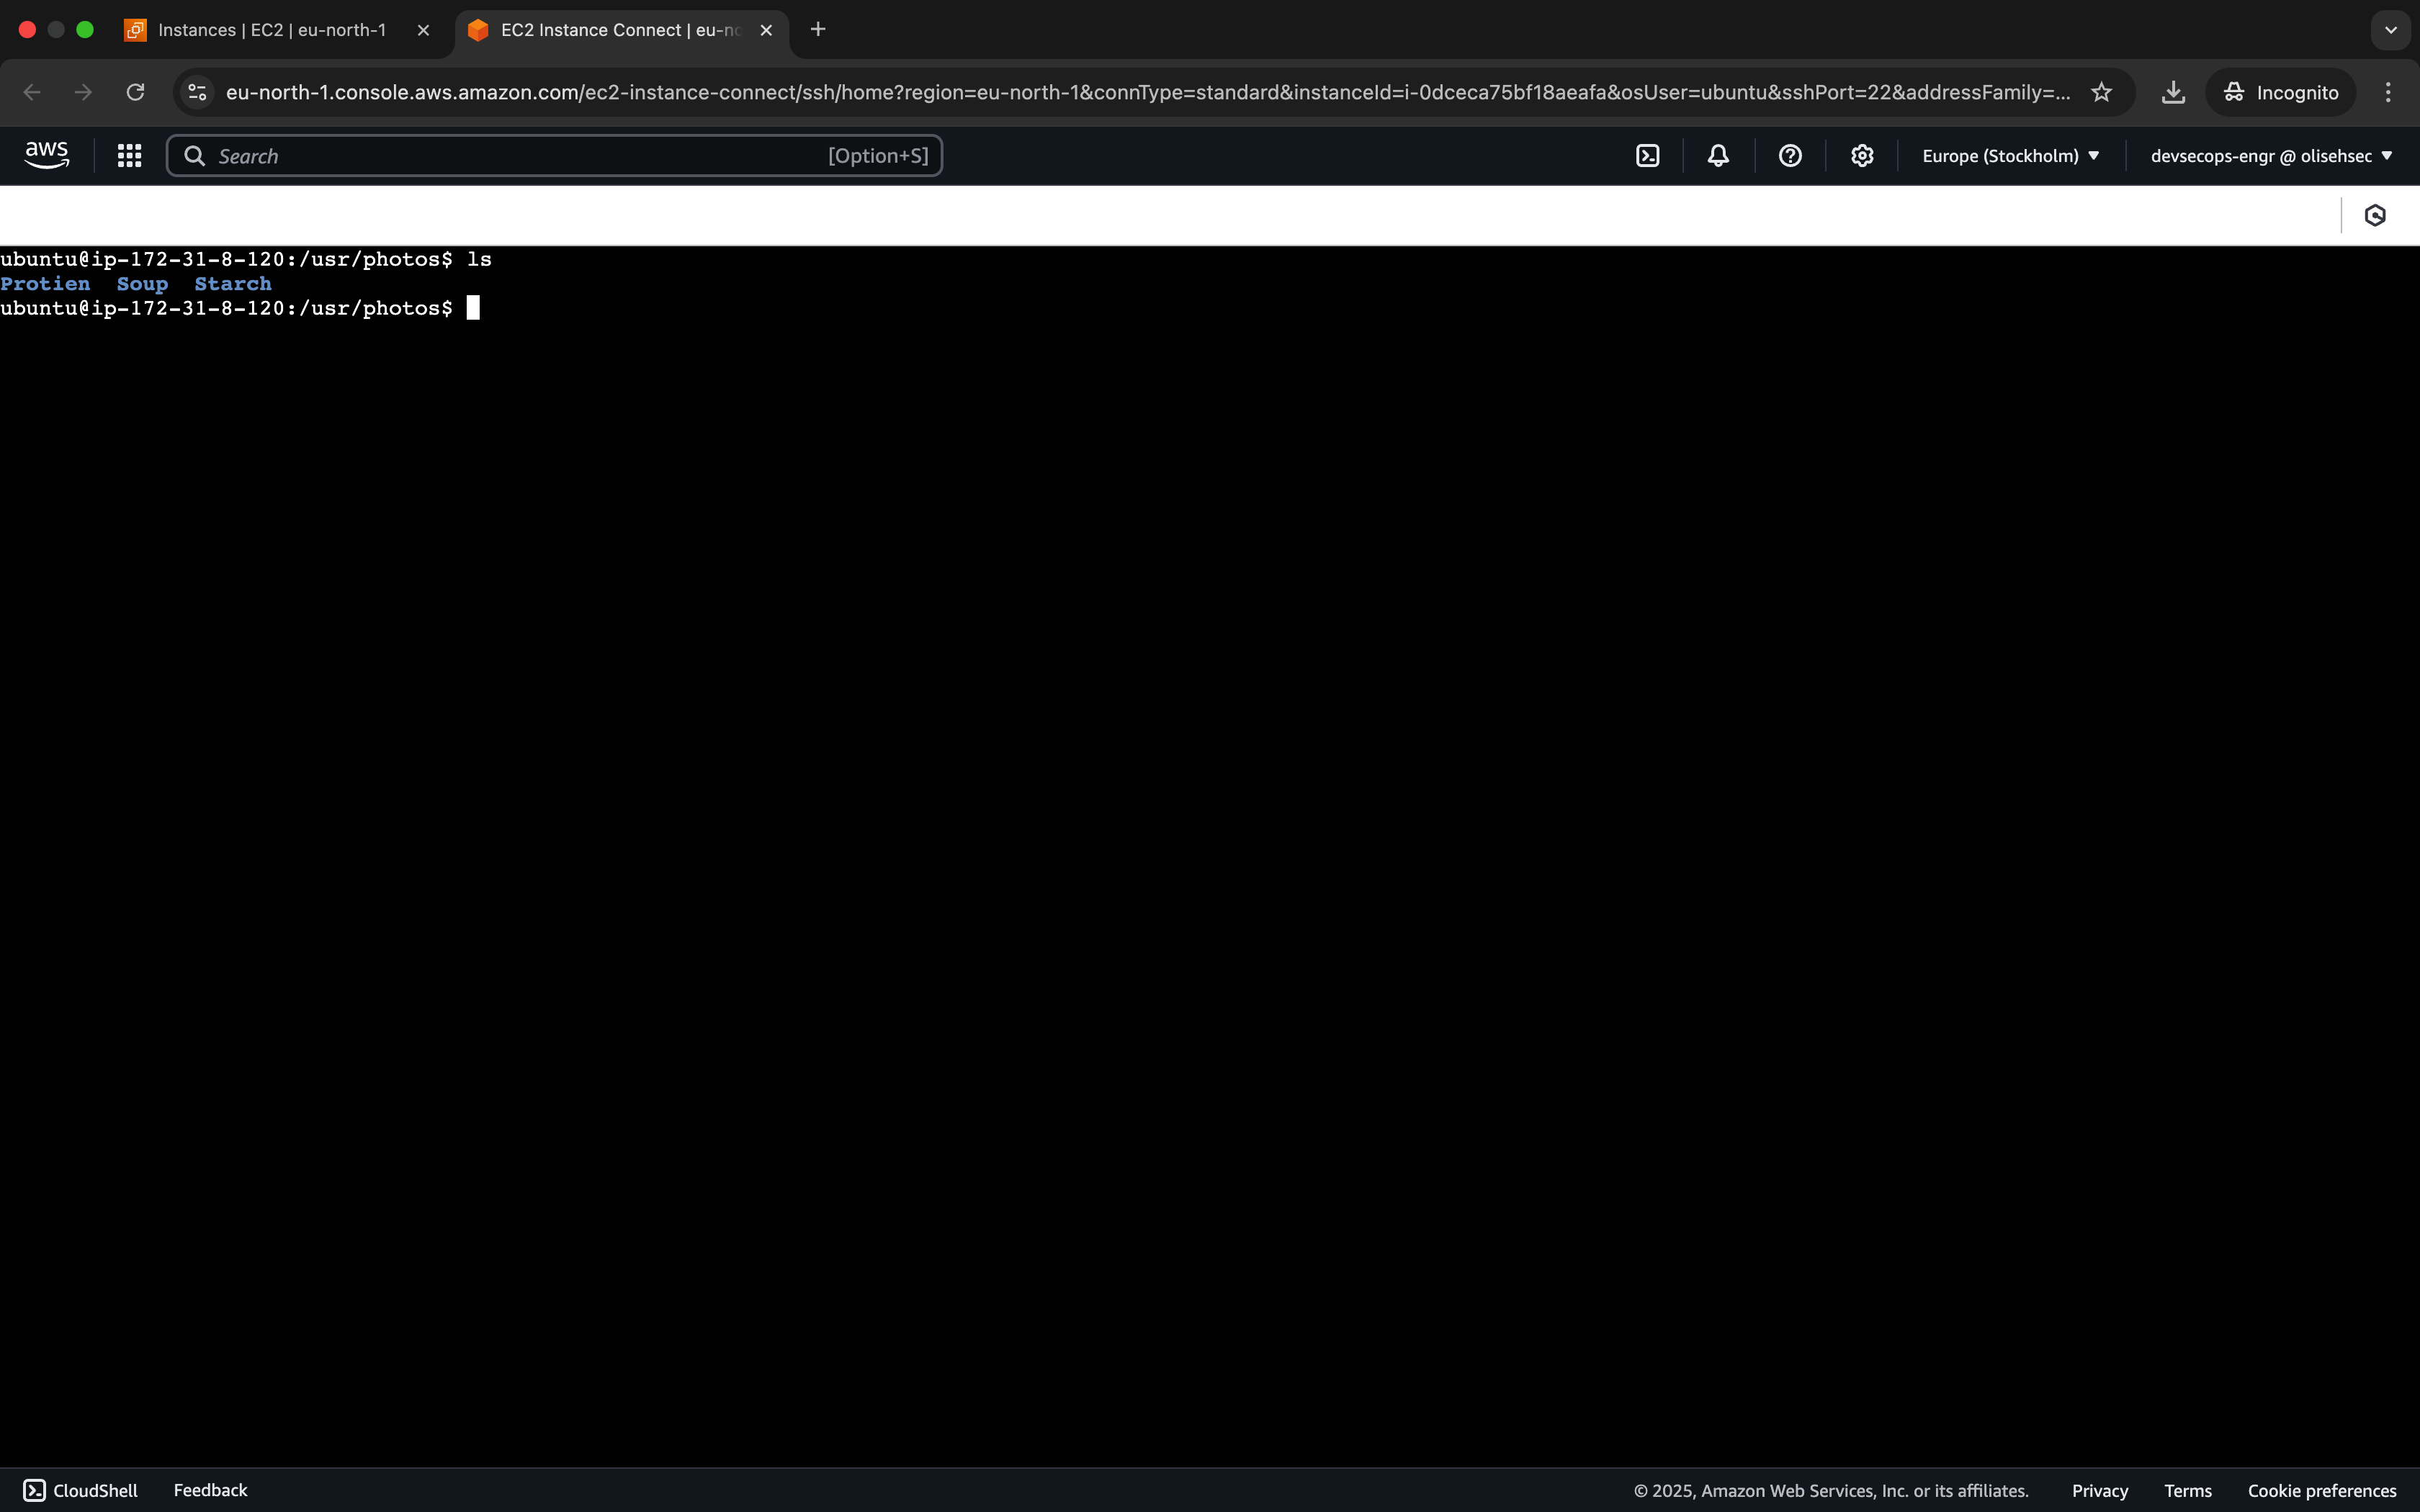 Instances | EC2 | eu-north-1
EC2 Instance Connect | eu-no
eu-north-1.console.aws.amazon.com/ec2-instance-connect/ssh/home?region=eu-north-1&connType=standard&instanceId=i-0dceca75bf18aeafa&osUser=ubuntu&sshPort=22&addressFamily=...
Incognito
aws
Search
[Option+S]
Europe (Stockholm)
devsecops-engr @ olisehsec
ubuntu@ip-172-31-8-120:/usr/photos$ ls
Protien Soup Starch
ubuntu@ip-172-31-8-120:/usr/photos$
CloudShell
Feedback
© 2025, Amazon Web Services, Inc. or its affiliates.
Privacy
Terms
Cookie preferences